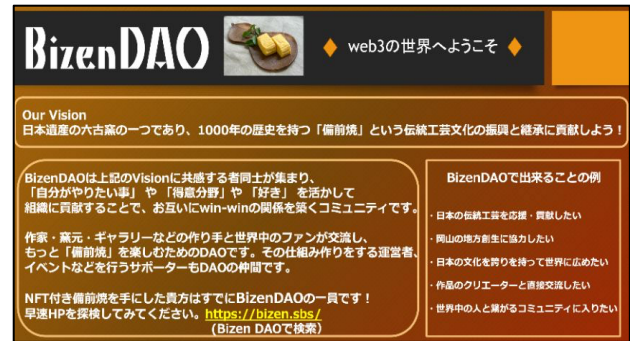 BizenDAO
◆ web3の世界へようこそ ◆
Our Vision
日本遺産の六古窯の一つであり、1000年の歴史を持つ「備前焼」という伝統工芸文化の振興と継承に貢献しよう！
BizenDAOは上記のVisionに共感する者同士が集まり、
「自分がやりたい事」 や 「得意分野」や 「好き」 を活かして
組織に貢献することで、お互いにwin-winの関係を築くコミュニティです。
作家・窯元・ギャラリーなどの作り手と世界中のファンが交流し、
もっと「備前焼」を楽しむためのDAOです。その仕組み作りをする運営者、
イベントなどを行うサポーターもDAOの仲間です。
NFT付き備前焼を手にした貴方はすでにBizenDAOの一員です！
早速HPを探検してみてください。https://bizen.sbs/
(Bizen DAOで検索)
BizenDAOで出来ることの例
・日本の伝統工芸を応援・貢献したい
・岡山の地方創生に協力したい
・日本の文化を誇りを持って世界に広めたい
・作品のクリエーターと直接交流したい
・世界中の人と繋がるコミュニティに入りたい